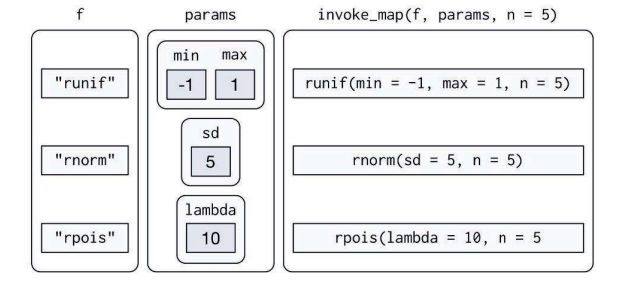 f params invoke_map(f, params, n = 5)
min max
"runif" -1 1 runif(min = -1, max = 1, n = 5)
sd
"rnorm" 5 rnorm(sd = 5, n = 5)
lambda
"rpois" 10 rpois(lambda = 10, n = 5